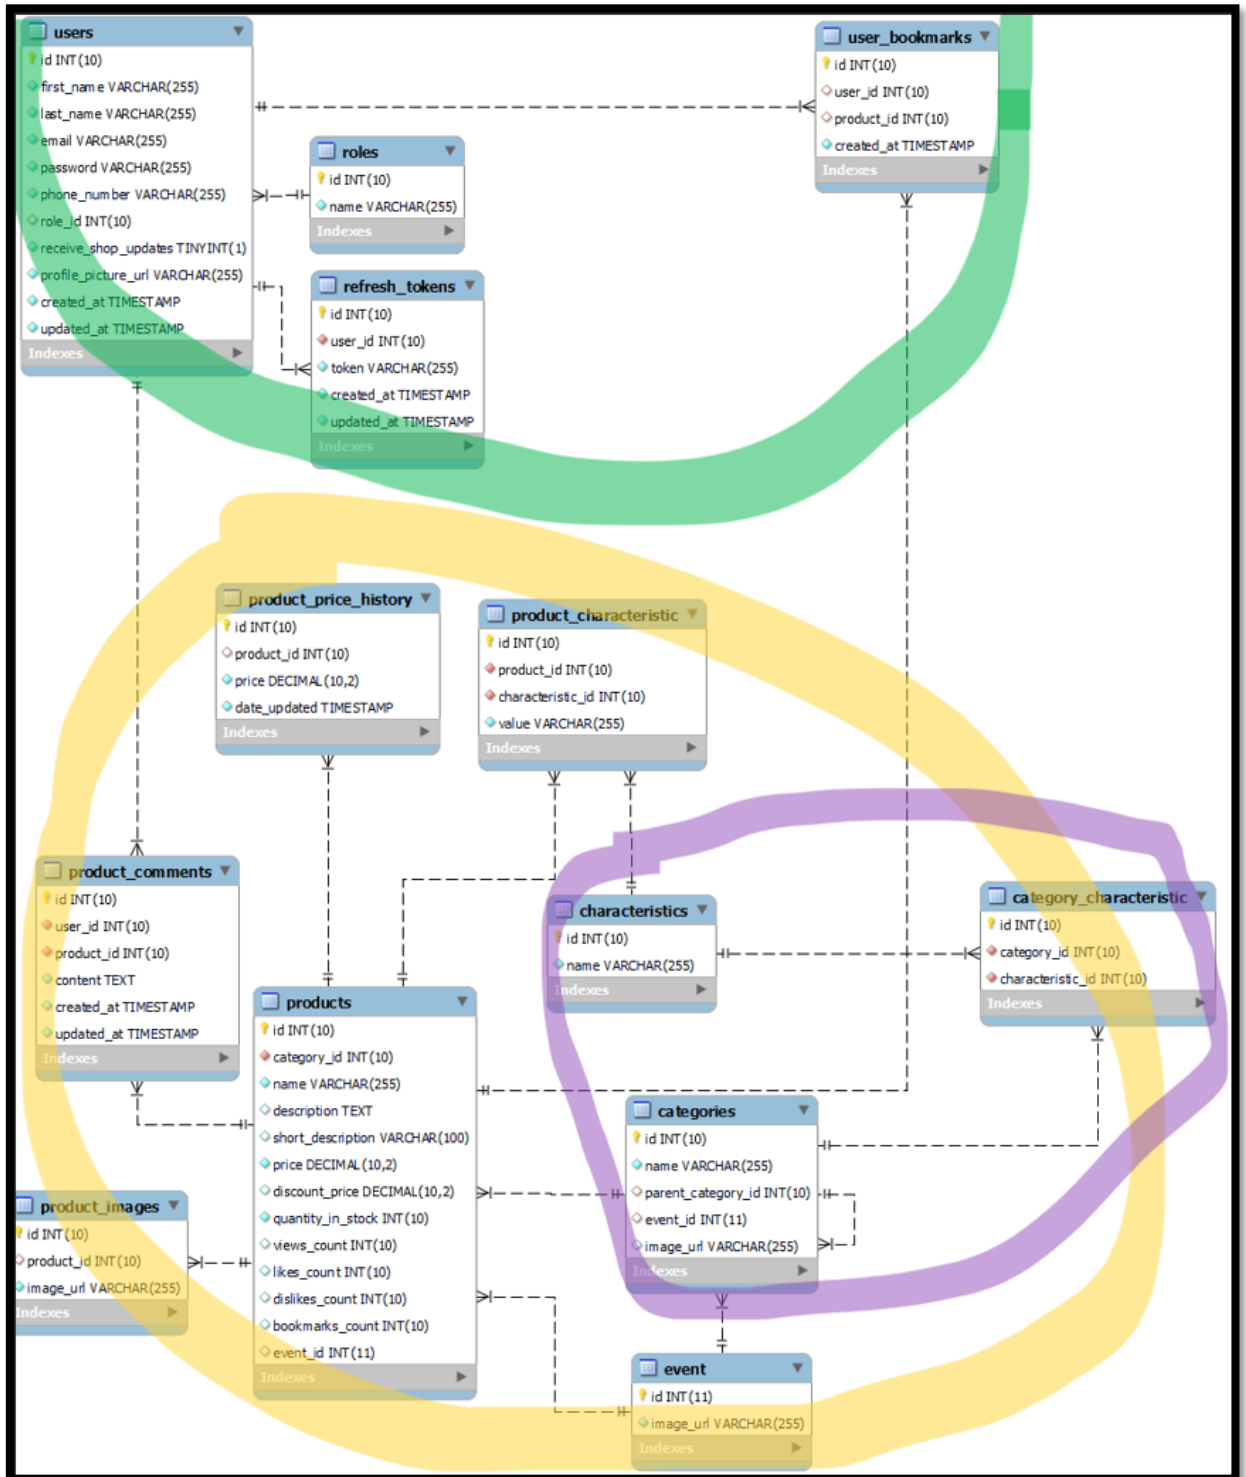 users
id INT(10)
first_name VARCHAR(255)
last_name VARCHAR(255)
email VARCHAR(255)
password VARCHAR(255)
phone_number VARCHAR(255)
role_id INT(10)
receive_shop_updates TINYINT(1)
profile_picture_url VARCHAR(255)
created_at TIMESTAMP
updated_at TIMESTAMP
Indexes
user_bookmarks
id INT(10)
user_id INT(10)
product_id INT(10)
created_at TIMESTAMP
Indexes
roles
id INT(10)
name VARCHAR(255)
Indexes
refresh_tokens
id INT(10)
user_id INT(10)
token VARCHAR(255)
created_at TIMESTAMP
updated_at TIMESTAMP
Indexes
product_price_history
id INT(10)
product_id INT(10)
price DECIMAL(10,2)
date_updated TIMESTAMP
Indexes
product_characteristic
id INT(10)
product_id INT(10)
characteristic_id INT(10)
value VARCHAR(255)
Indexes
product_comments
id INT(10)
user_id INT(10)
product_id INT(10)
content TEXT
created_at TIMESTAMP
updated_at TIMESTAMP
Indexes
characteristics
id INT(10)
name VARCHAR(255)
Indexes
category_characteristic
id INT(10)
category_id INT(10)
characteristic_id INT(10)
Indexes
products
id INT(10)
category_id INT(10)
name VARCHAR(255)
description TEXT
short_description VARCHAR(100)
price DECIMAL(10,2)
discount_price DECIMAL(10,2)
quantity_in_stock INT(10)
views_count INT(10)
likes_count INT(10)
dislikes_count INT(10)
bookmarks_count INT(10)
event_id INT(11)
Indexes
categories
id INT(10)
name VARCHAR(255)
parent_category_id INT(10)
event_id INT(11)
image_url VARCHAR(255)
Indexes
product_images
id INT(10)
product_id INT(10)
image_url VARCHAR(255)
Indexes
event
id INT(11)
image_url VARCHAR(255)
Indexes